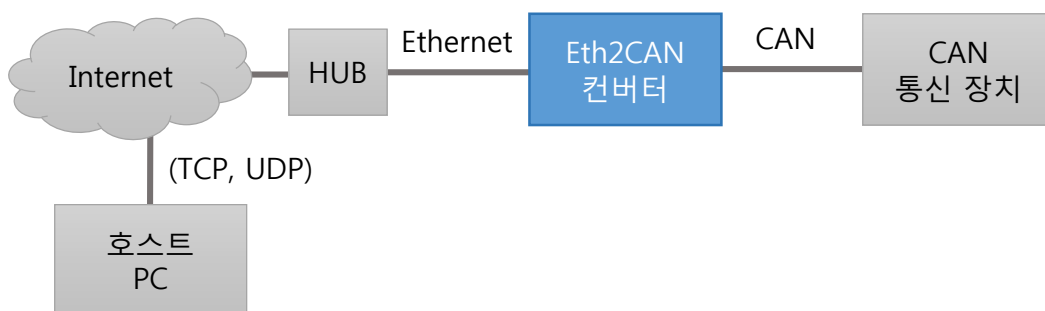 Internet
HUB
Ethernet
Eth2CAN
컨버터
CAN
CAN
통신 장치
(TCP, UDP)
호스트
PC